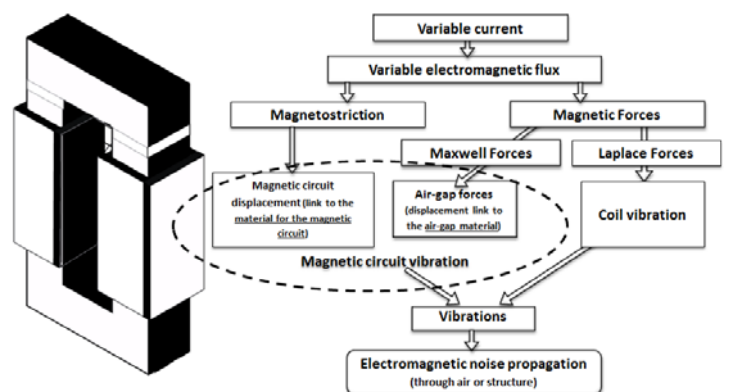 Variable current
Variable electromagnetic flux
Magnetostriction
Magnetic Forces
Maxwell Forces
Laplace Forces
Magnetic circuit
displacement (link to the
material for the magnetic
circuit)
Air-gap forces
(displacement link to
the air-gap material)
Coil vibration
Magnetic circuit vibration
Vibrations
Electromagnetic noise propagation
(through air or structure)